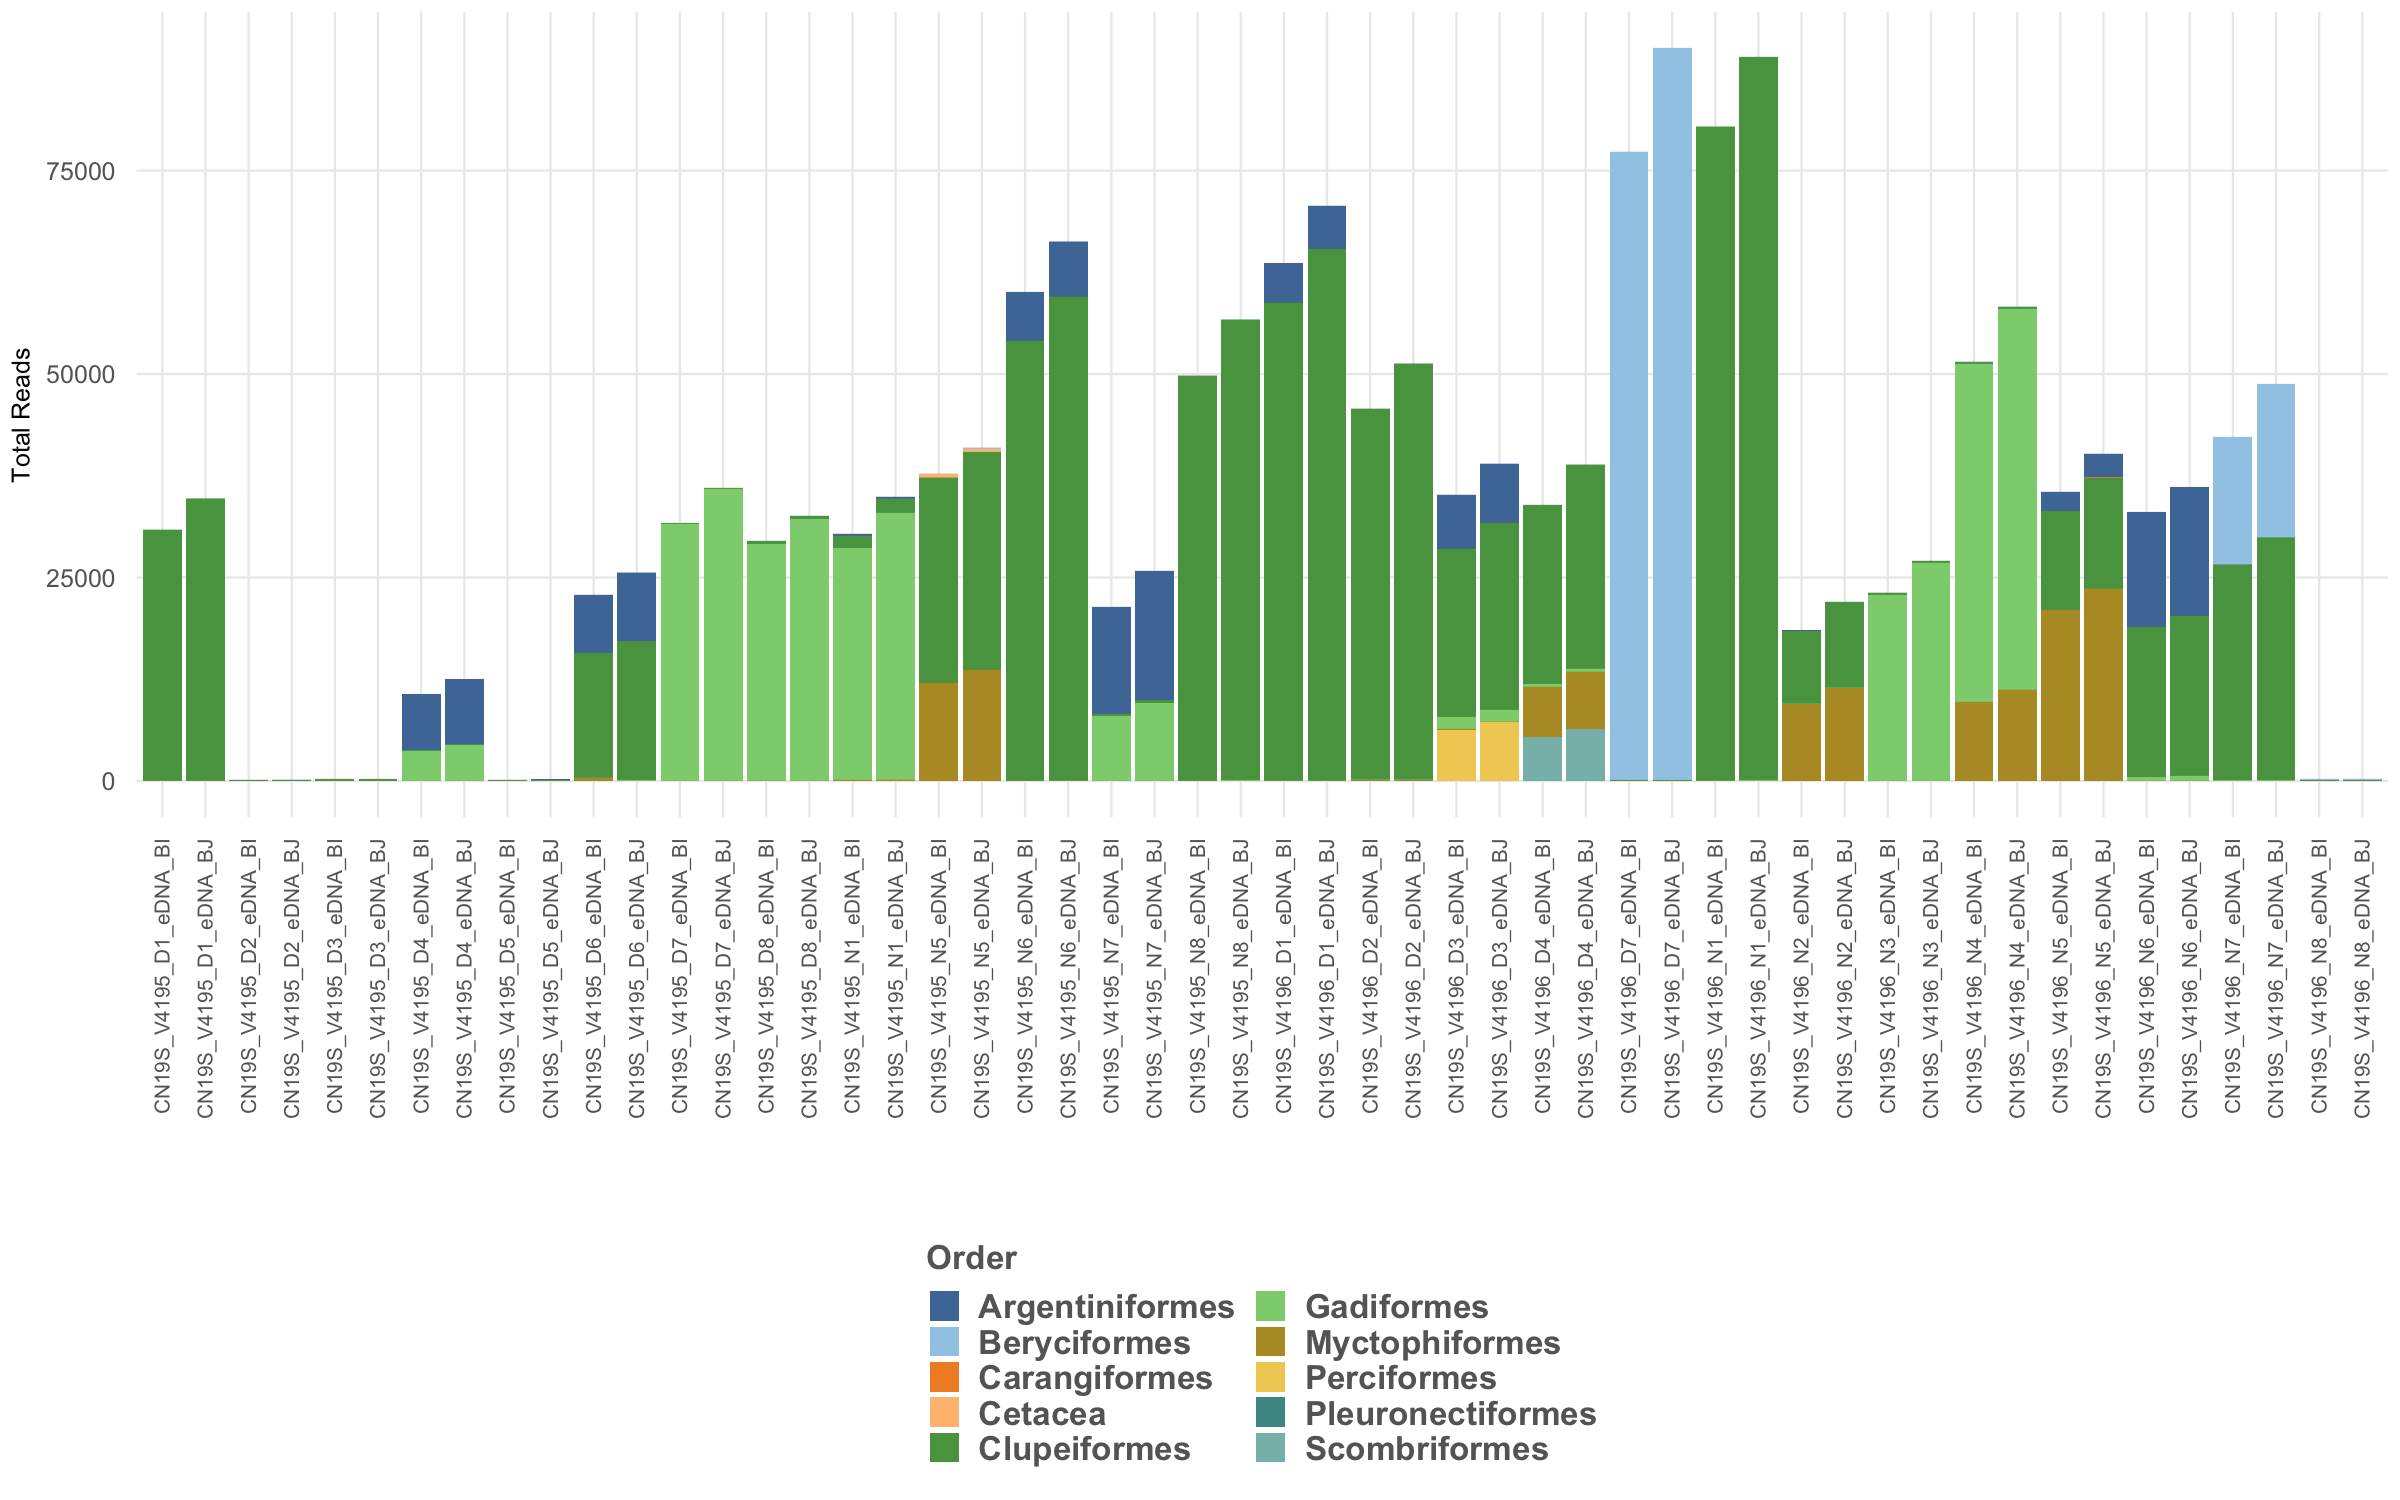 Total Reads
75000
50000
25000
0
CN19S_V4195_D1_eDNA_BI
CN19S_V4195_D1_eDNA_BJ
CN19S_V4195_D2_eDNA_BI
CN19S_V4195_D2_eDNA_BJ
CN19S_V4195_D3_eDNA_BI
CN19S_V4195_D3_eDNA_BJ
CN19S_V4195_D4_eDNA_BI
CN19S_V4195_D4_eDNA_BJ
CN19S_V4195_D5_eDNA_BI
CN19S_V4195_D5_eDNA_BJ
CN19S_V4195_D6_eDNA_BI
CN19S_V4195_D6_eDNA_BJ
CN19S_V4195_D7_eDNA_BI
CN19S_V4195_D7_eDNA_BJ
CN19S_V4195_D8_eDNA_BI
CN19S_V4195_D8_eDNA_BJ
CN19S_V4195_N1_eDNA_BI
CN19S_V4195_N1_eDNA_BJ
CN19S_V4195_N5_eDNA_BI
CN19S_V4195_N5_eDNA_BJ
CN19S_V4195_N6_eDNA_BI
CN19S_V4195_N6_eDNA_BJ
CN19S_V4195_N7_eDNA_BI
CN19S_V4195_N7_eDNA_BJ
CN19S_V4195_N8_eDNA_BI
CN19S_V4195_N8_eDNA_BJ
CN19S_V4196_D1_eDNA_BI
CN19S_V4196_D1_eDNA_BJ
CN19S_V4196_D2_eDNA_BI
CN19S_V4196_D2_eDNA_BJ
CN19S_V4196_D3_eDNA_BI
CN19S_V4196_D3_eDNA_BJ
CN19S_V4196_D4_eDNA_BI
CN19S_V4196_D4_eDNA_BJ
CN19S_V4196_D7_eDNA_BI
CN19S_V4196_D7_eDNA_BJ
CN19S_V4196_N1_eDNA_BI
CN19S_V4196_N1_eDNA_BJ
CN19S_V4196_N2_eDNA_BI
CN19S_V4196_N2_eDNA_BJ
CN19S_V4196_N3_eDNA_BI
CN19S_V4196_N3_eDNA_BJ
CN19S_V4196_N4_eDNA_BI
CN19S_V4196_N4_eDNA_BJ
CN19S_V4196_N5_eDNA_BI
CN19S_V4196_N5_eDNA_BJ
CN19S_V4196_N6_eDNA_BI
CN19S_V4196_N6_eDNA_BJ
CN19S_V4196_N7_eDNA_BI
CN19S_V4196_N7_eDNA_BJ
CN19S_V4196_N8_eDNA_BI
CN19S_V4196_N8_eDNA_BJ
Order
Argentiniformes
Beryciformes
Carangiformes
Cetacea
Clupeiformes
Gadiformes
Myctophiformes
Perciformes
Pleuronectiformes
Scombriformes